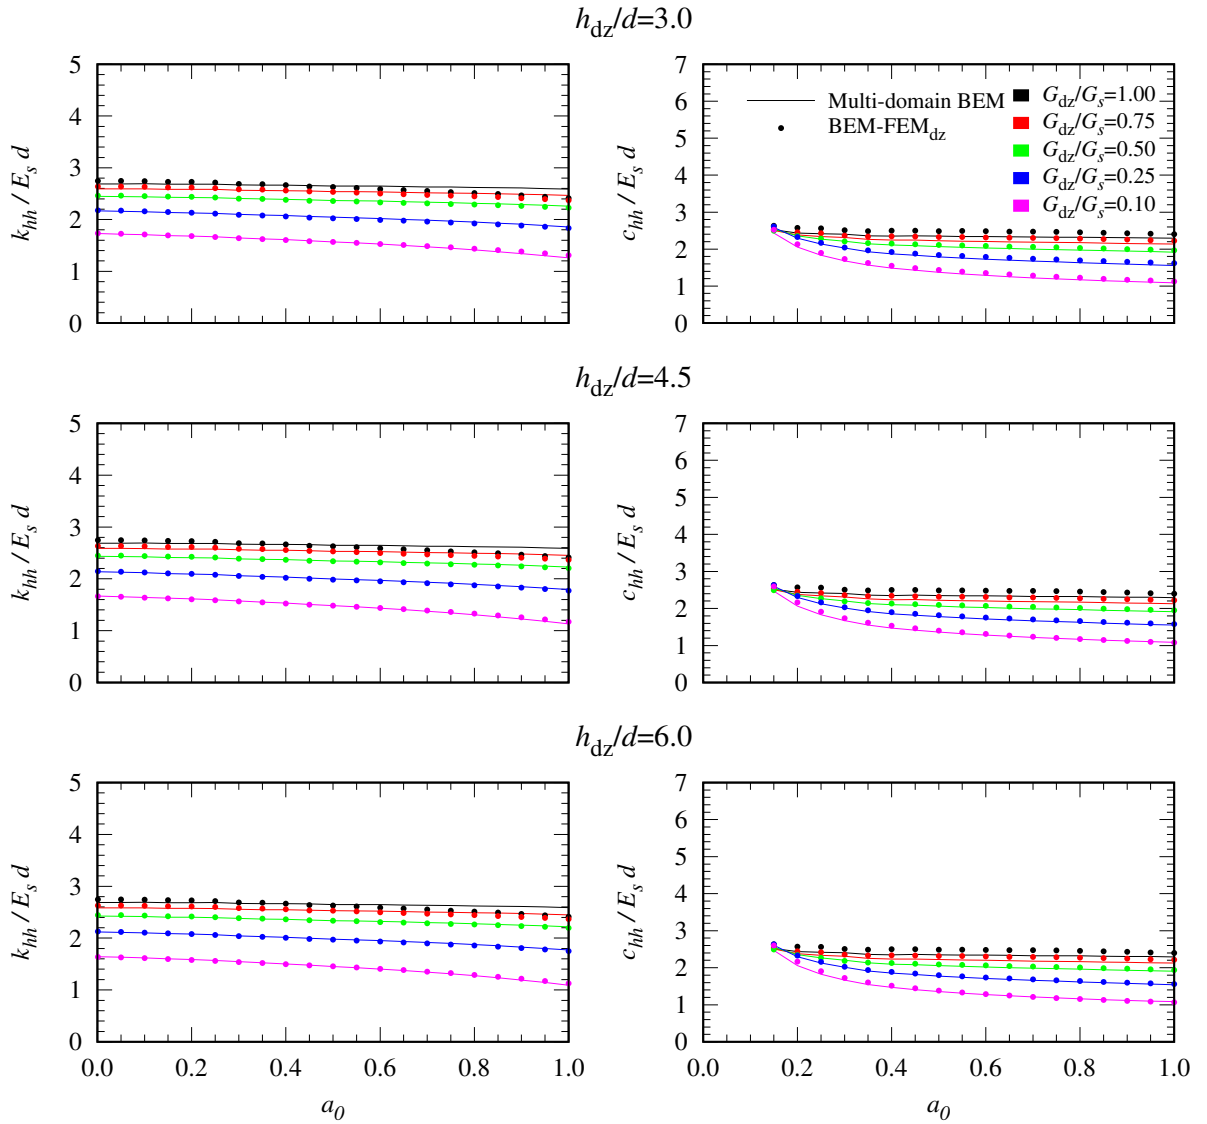 h_dz/d=3.0
k_hh / E_s d
5
4
3
2
1
0
c_hh / E_s d
7
6
5
4
3
2
1
0
Multi-domain BEM
BEM-FEM_dz
G_dz/G_s=1.00
G_dz/G_s=0.75
G_dz/G_s=0.50
G_dz/G_s=0.25
G_dz/G_s=0.10
h_dz/d=4.5
k_hh / E_s d
5
4
3
2
1
0
c_hh / E_s d
7
6
5
4
3
2
1
0
h_dz/d=6.0
k_hh / E_s d
5
4
3
2
1
0
0.0 0.2 0.4 0.6 0.8 1.0
a_0
c_hh / E_s d
7
6
5
4
3
2
1
0
0.0 0.2 0.4 0.6 0.8 1.0
a_0